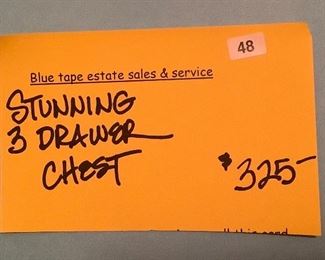 48
Blue tape estate sales & service
STUNNING
3 DRAWER
CHEST
$325-